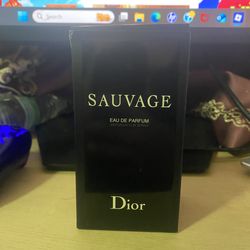 Search
SAUVAGE
EAU DE PARFUM
Dior